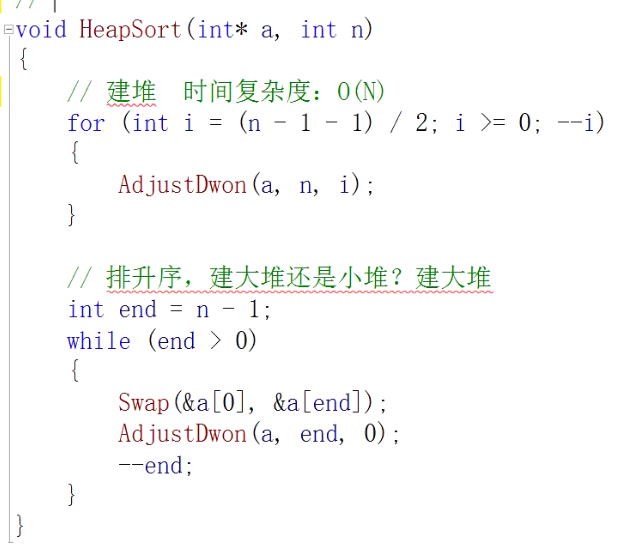 //
void HeapSort(int* a, int n)
{
// 建堆 时间复杂度：O(N)
for (int i = (n - 1 - 1) / 2; i >= 0; --i)
{
AdjustDwon(a, n, i);
}
// 排升序，建大堆还是小堆？建大堆
int end = n - 1;
while (end > 0)
{
Swap(&a[0], &a[end]);
AdjustDwon(a, end, 0);
--end;
}
}